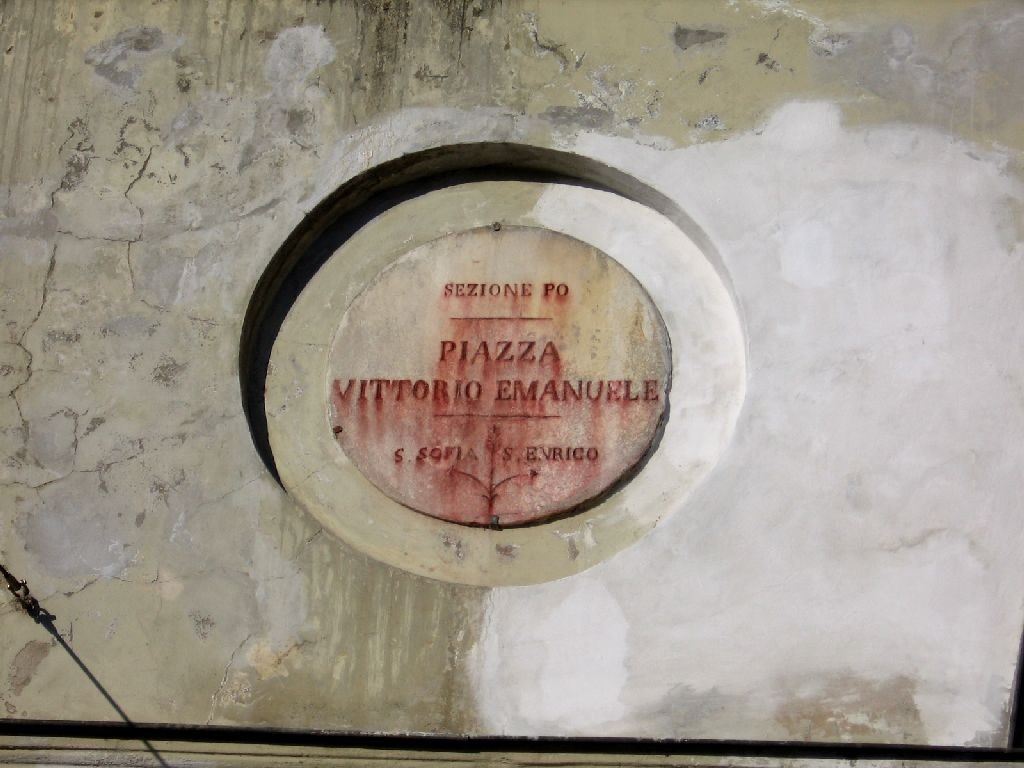 SEZIONE PO
PIAZZA
VITTORIO EMANUELE
S. SOFIA S. ENRICO